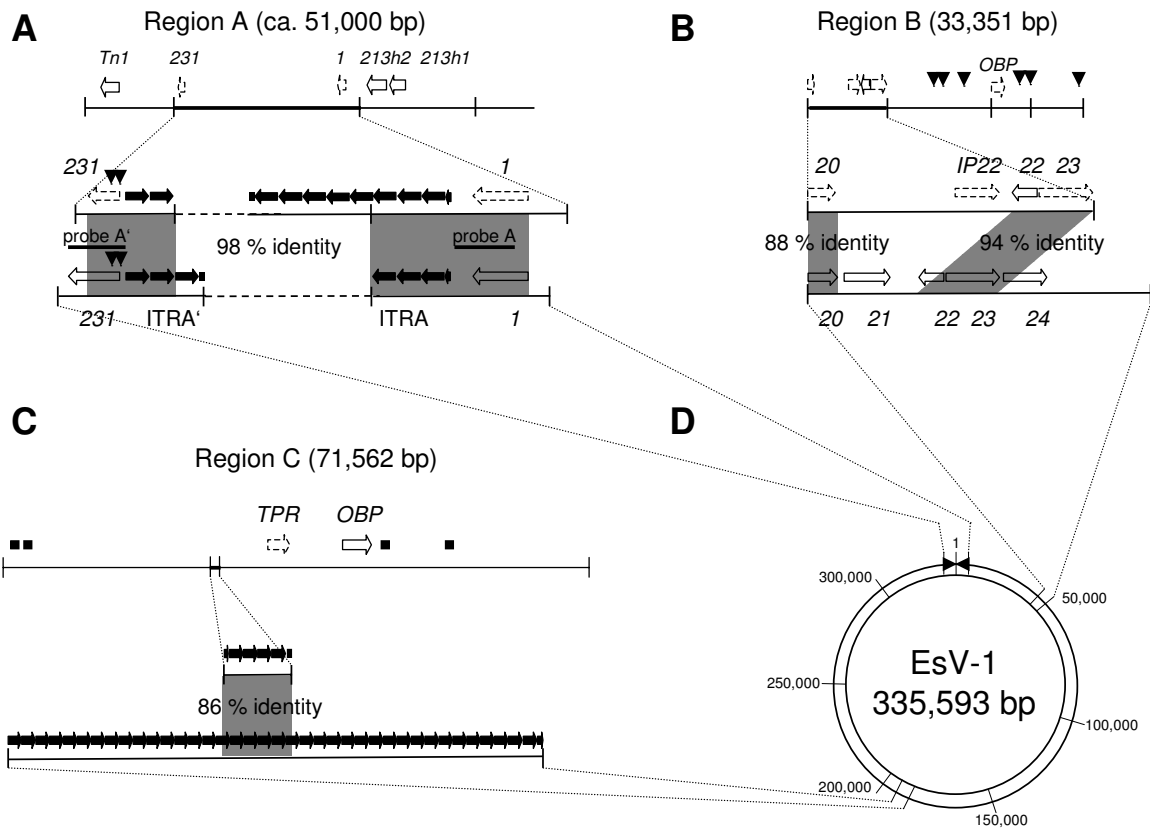 A
Region A (ca. 51,000 bp)
Tn1 231 1 213h2 213h1
231 1
probe A' 98 % identity probe A
231 ITRA' ITRA 1
B
Region B (33,351 bp)
OBP
20 IP22 22 23
88 % identity 94 % identity
20 21 22 23 24
C
Region C (71,562 bp)
TPR OBP
86 % identity
D
1
300,000
50,000
EsV-1
250,000
335,593 bp
100,000
200,000
150,000